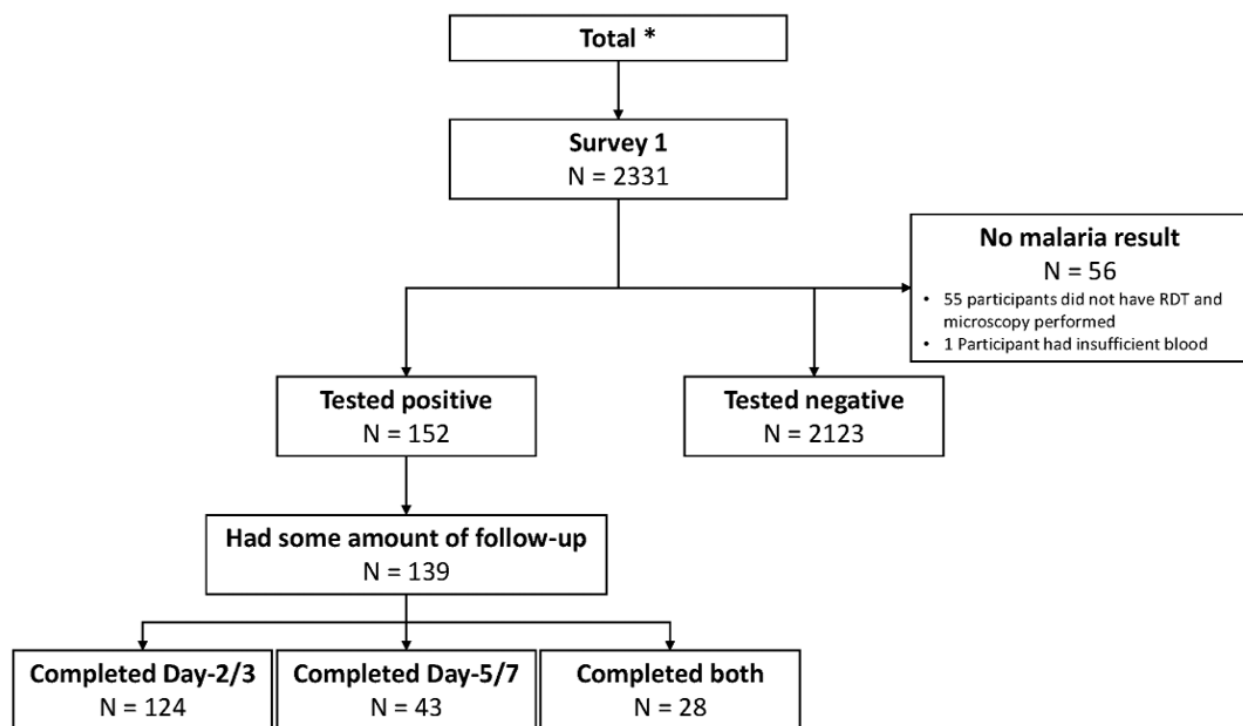 Total *
Survey 1
N = 2331
No malaria result
N = 56
• 55 participants did not have RDT and
microscopy performed
• 1 Participant had insufficient blood
Tested positive
N = 152
Tested negative
N = 2123
Had some amount of follow-up
N = 139
Completed Day-2/3
N = 124
Completed Day-5/7
N = 43
Completed both
N = 28